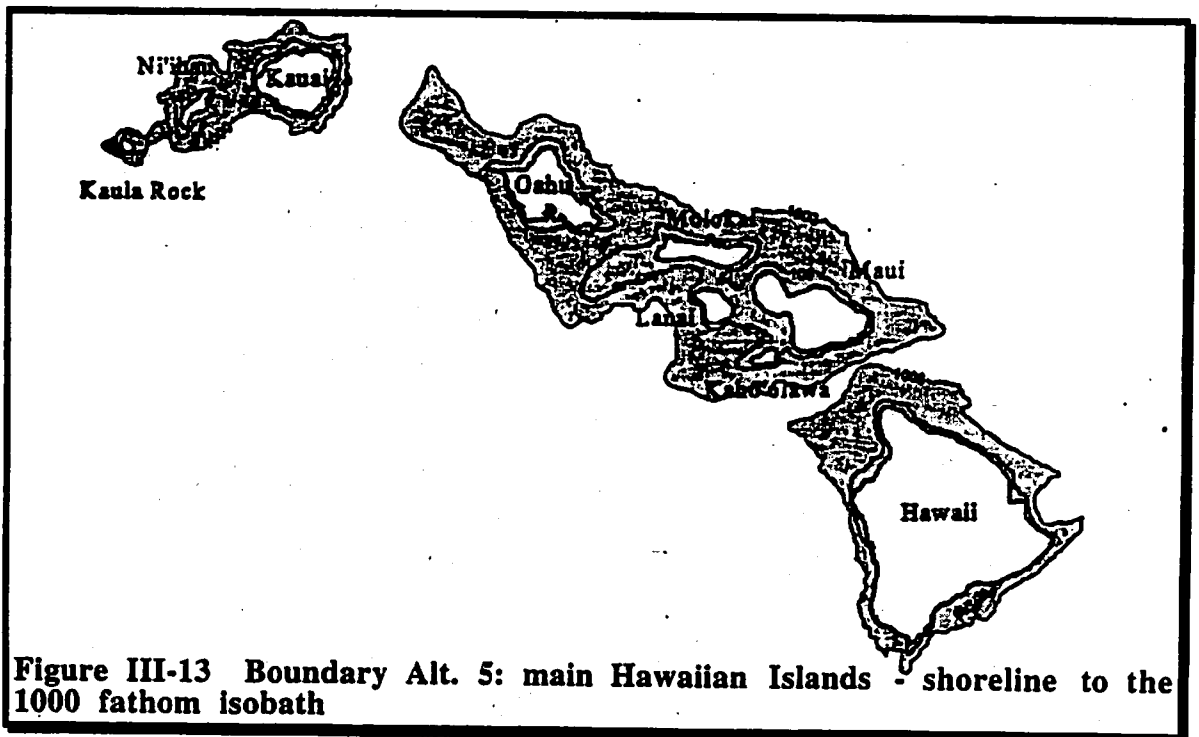 Ni'ihau
Kauai
Kaula Rock
Oahu
Molokai
Maui
Lanai
Hawaii
Figure III-13 Boundary Alt. 5: main Hawaiian Islands - shoreline to the
1000 fathom isobath